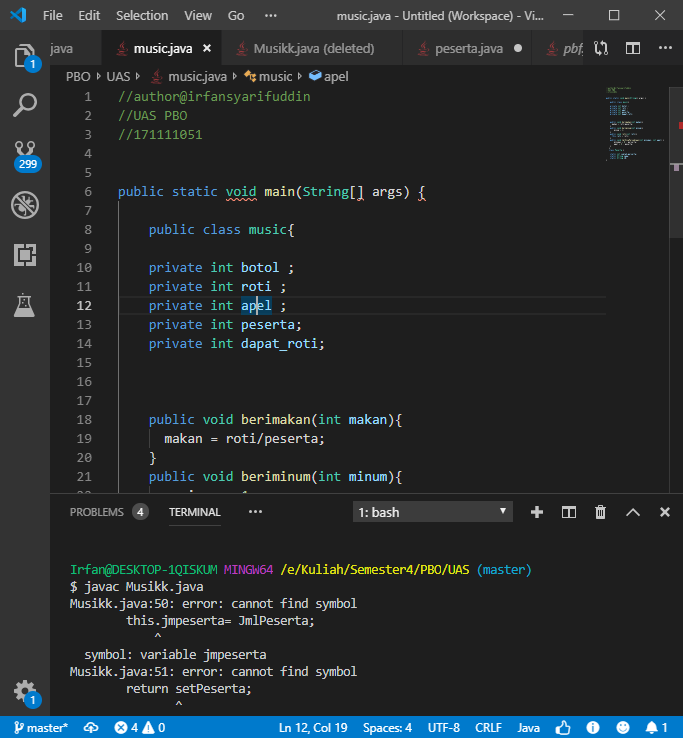 File Edit Selection View Go ··· music.java - Untitled (Workspace) - Vi...
java music.java × Musikk.java (deleted) peserta.java ● pbf ···
PBO > UAS > music.java > music > apel
1 //author@irfansyarifuddin
2 //UAS PBO
3 //171111051
4
5
6 public static void main(String[] args) {
7
8 public class music{
9
10 private int botol ;
11 private int roti ;
12 private int apel ;
13 private int peserta;
14 private int dapat_roti;
15
16
17
18 public void berimakan(int makan){
19 makan = roti/peserta;
20 }
21 public void beriminum(int minum){
1
299
1
PROBLEMS 4 TERMINAL ··· 1: bash
Irfan@DESKTOP-1QISKUM MINGW64 /e/Kuliah/Semester4/PBO/UAS (master)
$ javac Musikk.java
Musikk.java:50: error: cannot find symbol
this.jmpeserta= JmlPeserta;
^
symbol: variable jmpeserta
Musikk.java:51: error: cannot find symbol
return setPeserta;
^
master* 4 0 Ln 12, Col 19 Spaces: 4 UTF-8 CRLF Java 1